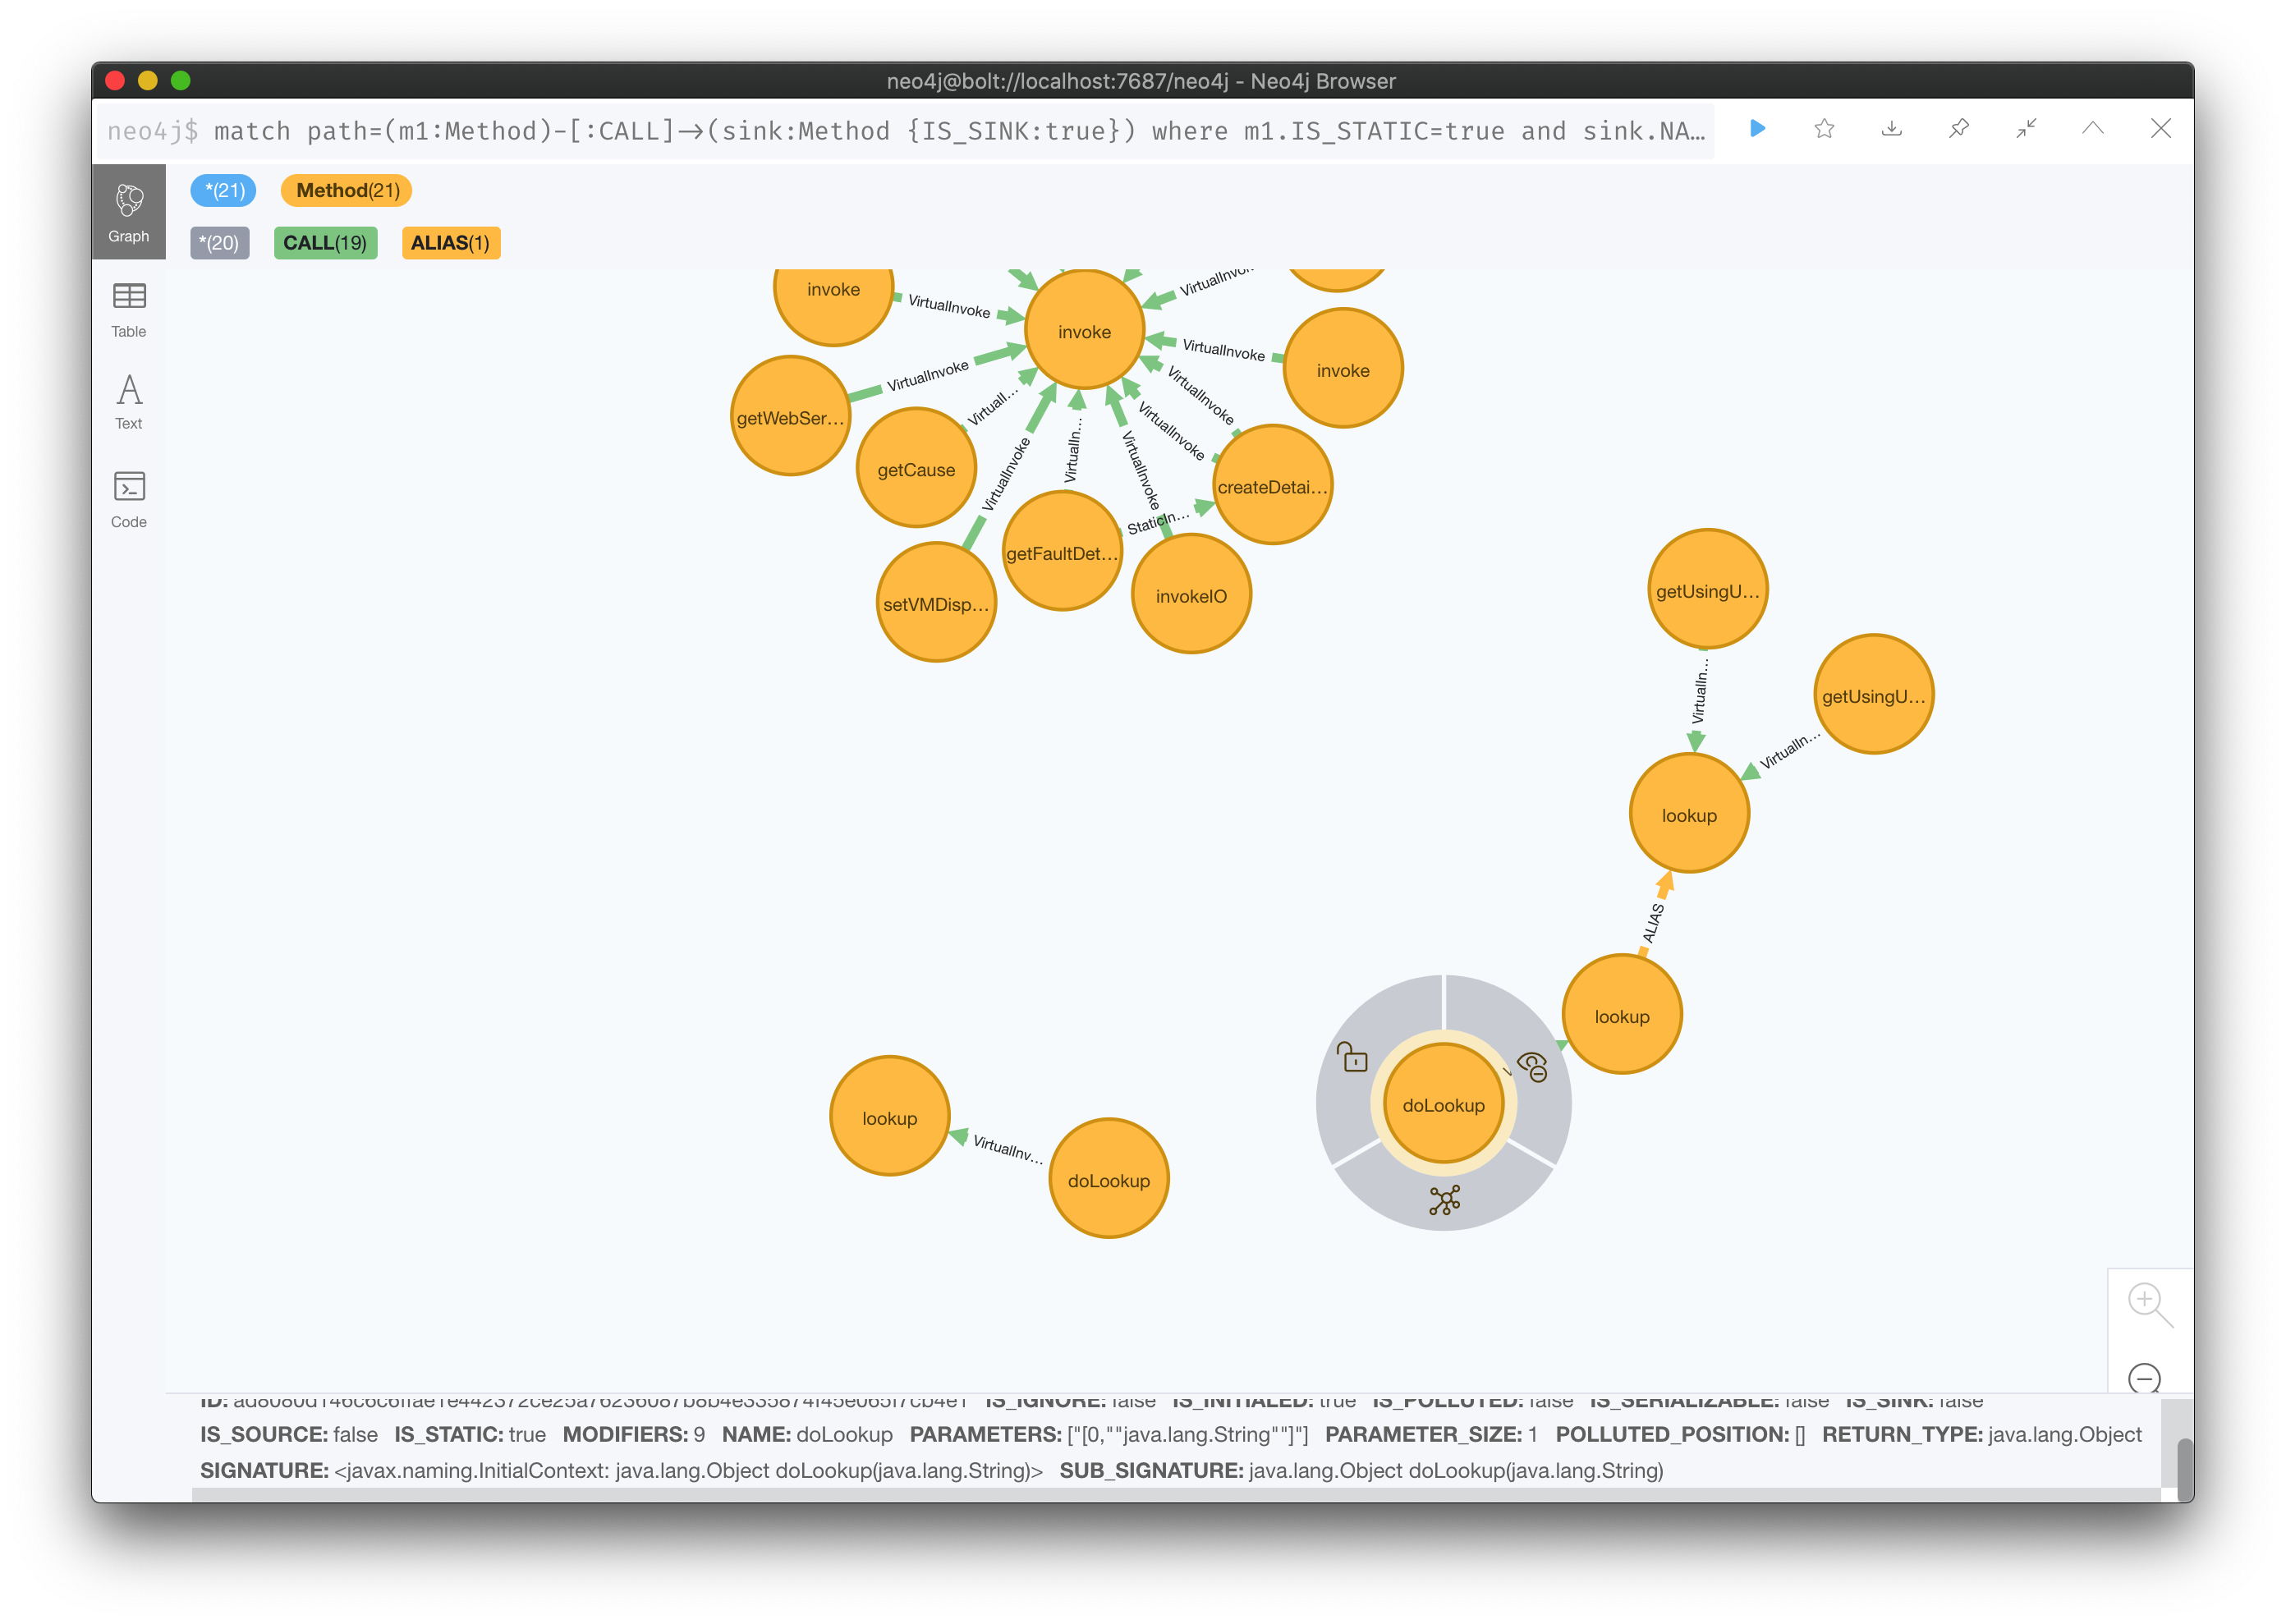 neo4j@bolt://localhost:7687/neo4j - Neo4j Browser
neo4j$ match path=(m1:Method)-[:CALL]->(sink:Method {IS_SINK:true}) where m1.IS_STATIC=true and sink.NA…
Graph
*(21) Method(21)
*(20) CALL(19) ALIAS(1)
Table
Text
Code
invoke
VirtualInvoke
invoke
VirtualInvo
VirtualInvoke
invoke
getWebSer…
VirtualInvoke
getCause
VirtualI…
VirtualInvoke
VirtualIn…
VirtualInvoke
VirtualInvoke
VirtualInvoke
createDetai…
StaticIn…
getFaultDet…
setVMDisp…
invokeIO
getUsingU…
getUsingU…
VirtualIn…
VirtualIn…
lookup
ALIAS
lookup
doLookup
lookup
VirtualInv…
doLookup
IS_IGNORE: false IS_INITIALED: true IS_POLLUTED: false IS_SERIALIZABLE: false IS_SINK: false
IS_SOURCE: false IS_STATIC: true MODIFIERS: 9 NAME: doLookup PARAMETERS: ["[0,""java.lang.String""]"] PARAMETER_SIZE: 1 POLLUTED_POSITION: [] RETURN_TYPE: java.lang.Object
SIGNATURE: <javax.naming.InitialContext: java.lang.Object doLookup(java.lang.String)> SUB_SIGNATURE: java.lang.Object doLookup(java.lang.String)